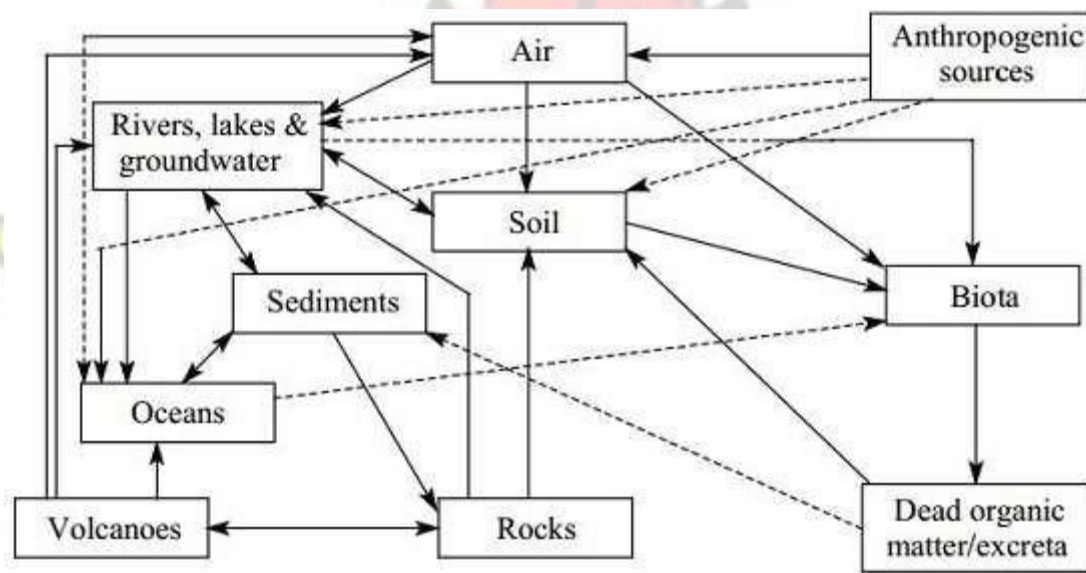 Air
Anthropogenic
sources
Rivers, lakes &
groundwater
Soil
Sediments
Biota
Oceans
Volcanoes
Rocks
Dead organic
matter/excreta